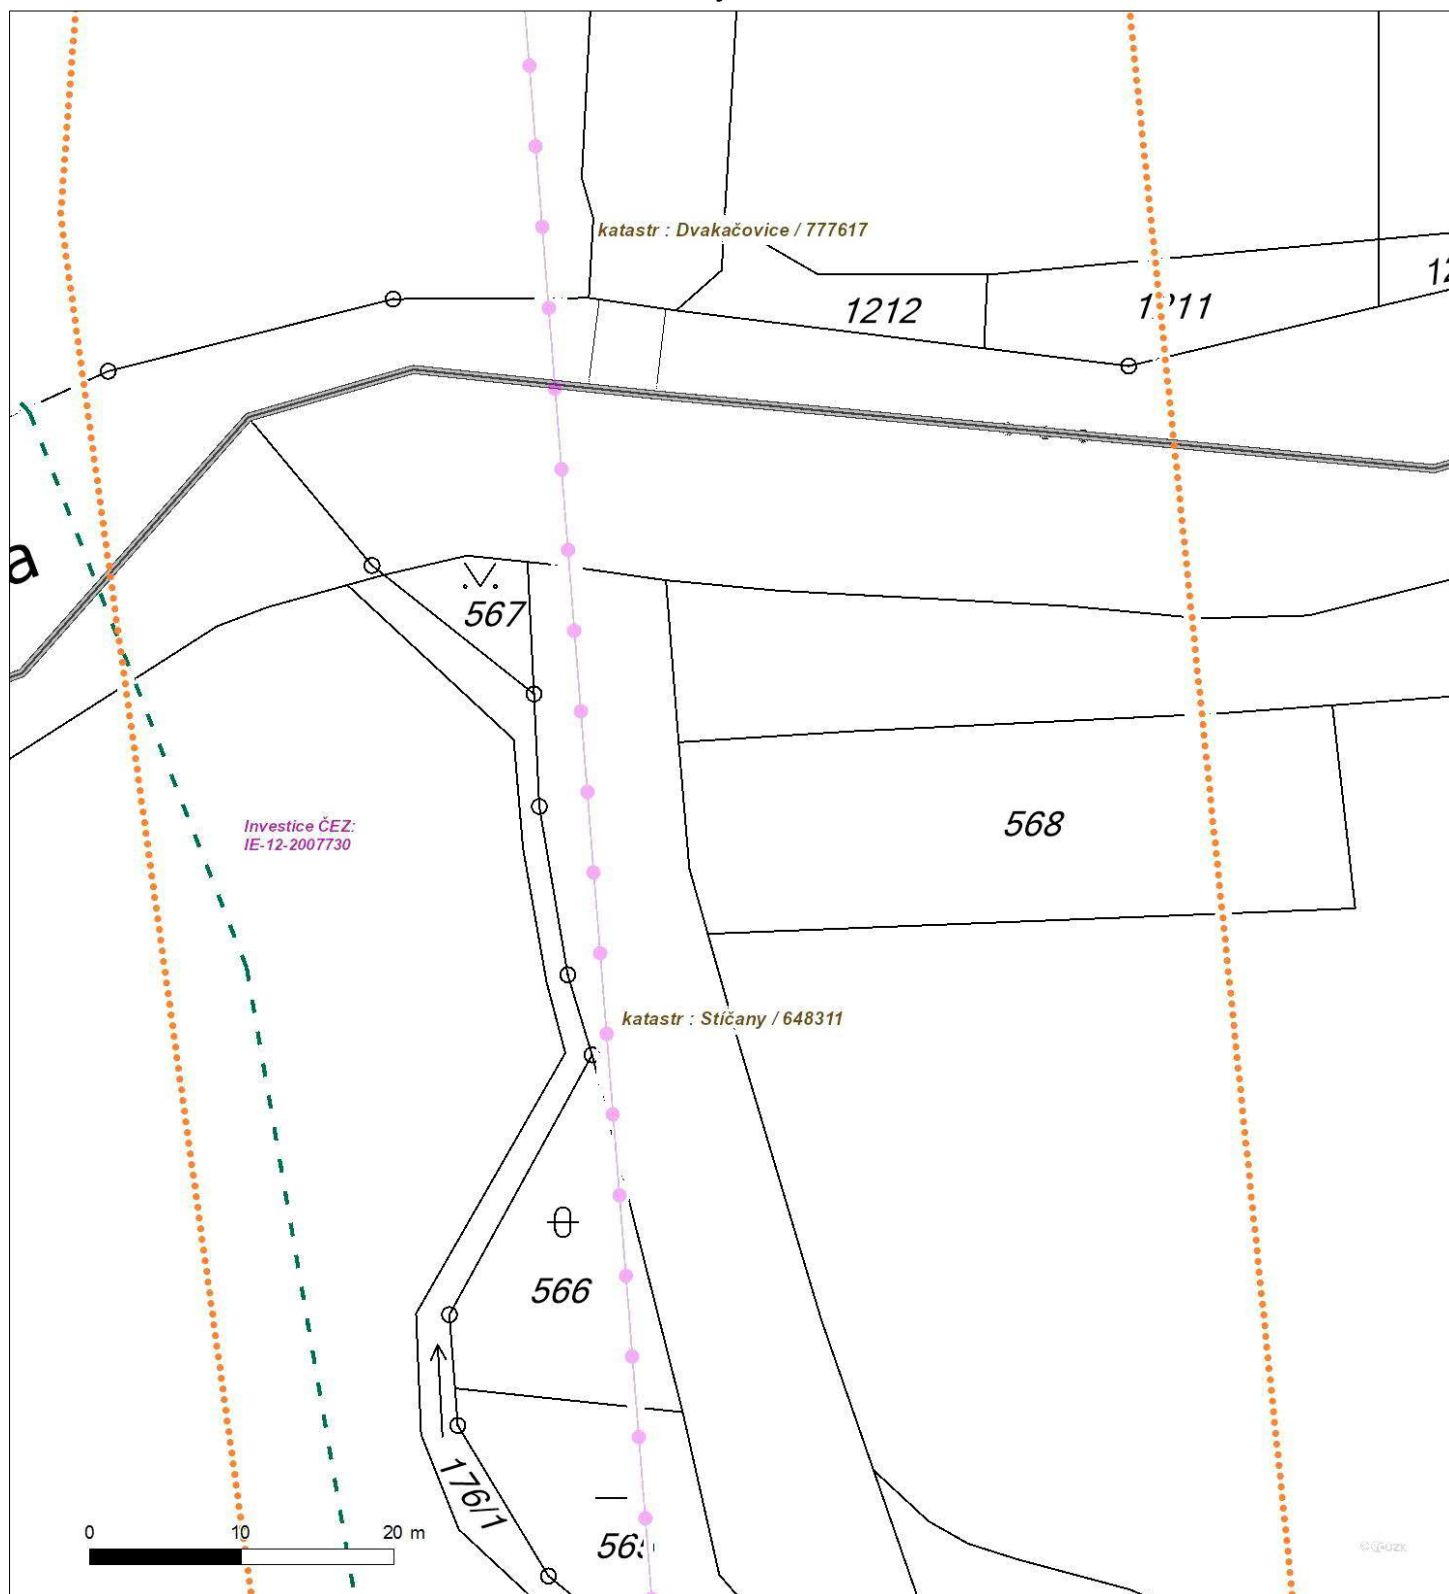 katastr : Dvakačovice / 777617
1212
a
567
Investice ČEZ:
IE-12-2007730
568
katastr : Stíčany / 648311
566
176/1
0 10 20 m